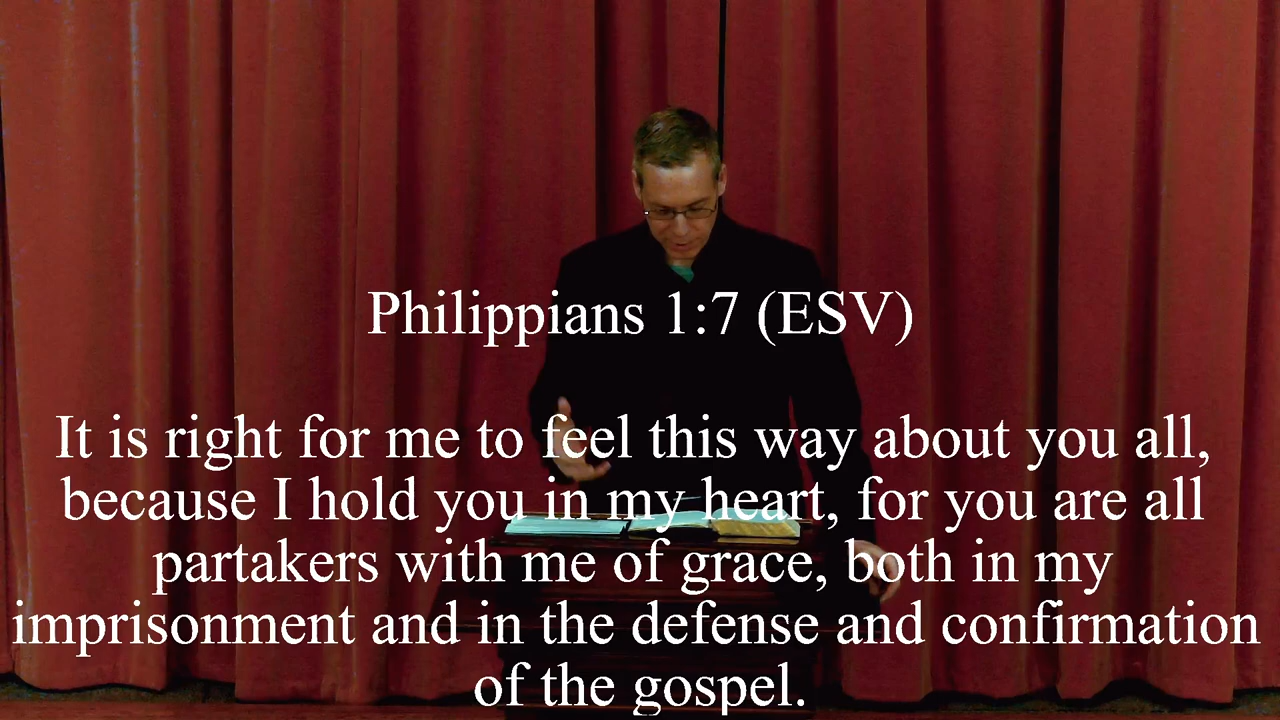 Philippians 1:7 (ESV)
It is right for me to feel this way about you all,
because I hold you in my heart, for you are all
partakers with me of grace, both in my
imprisonment and in the defense and confirmation
of the gospel.